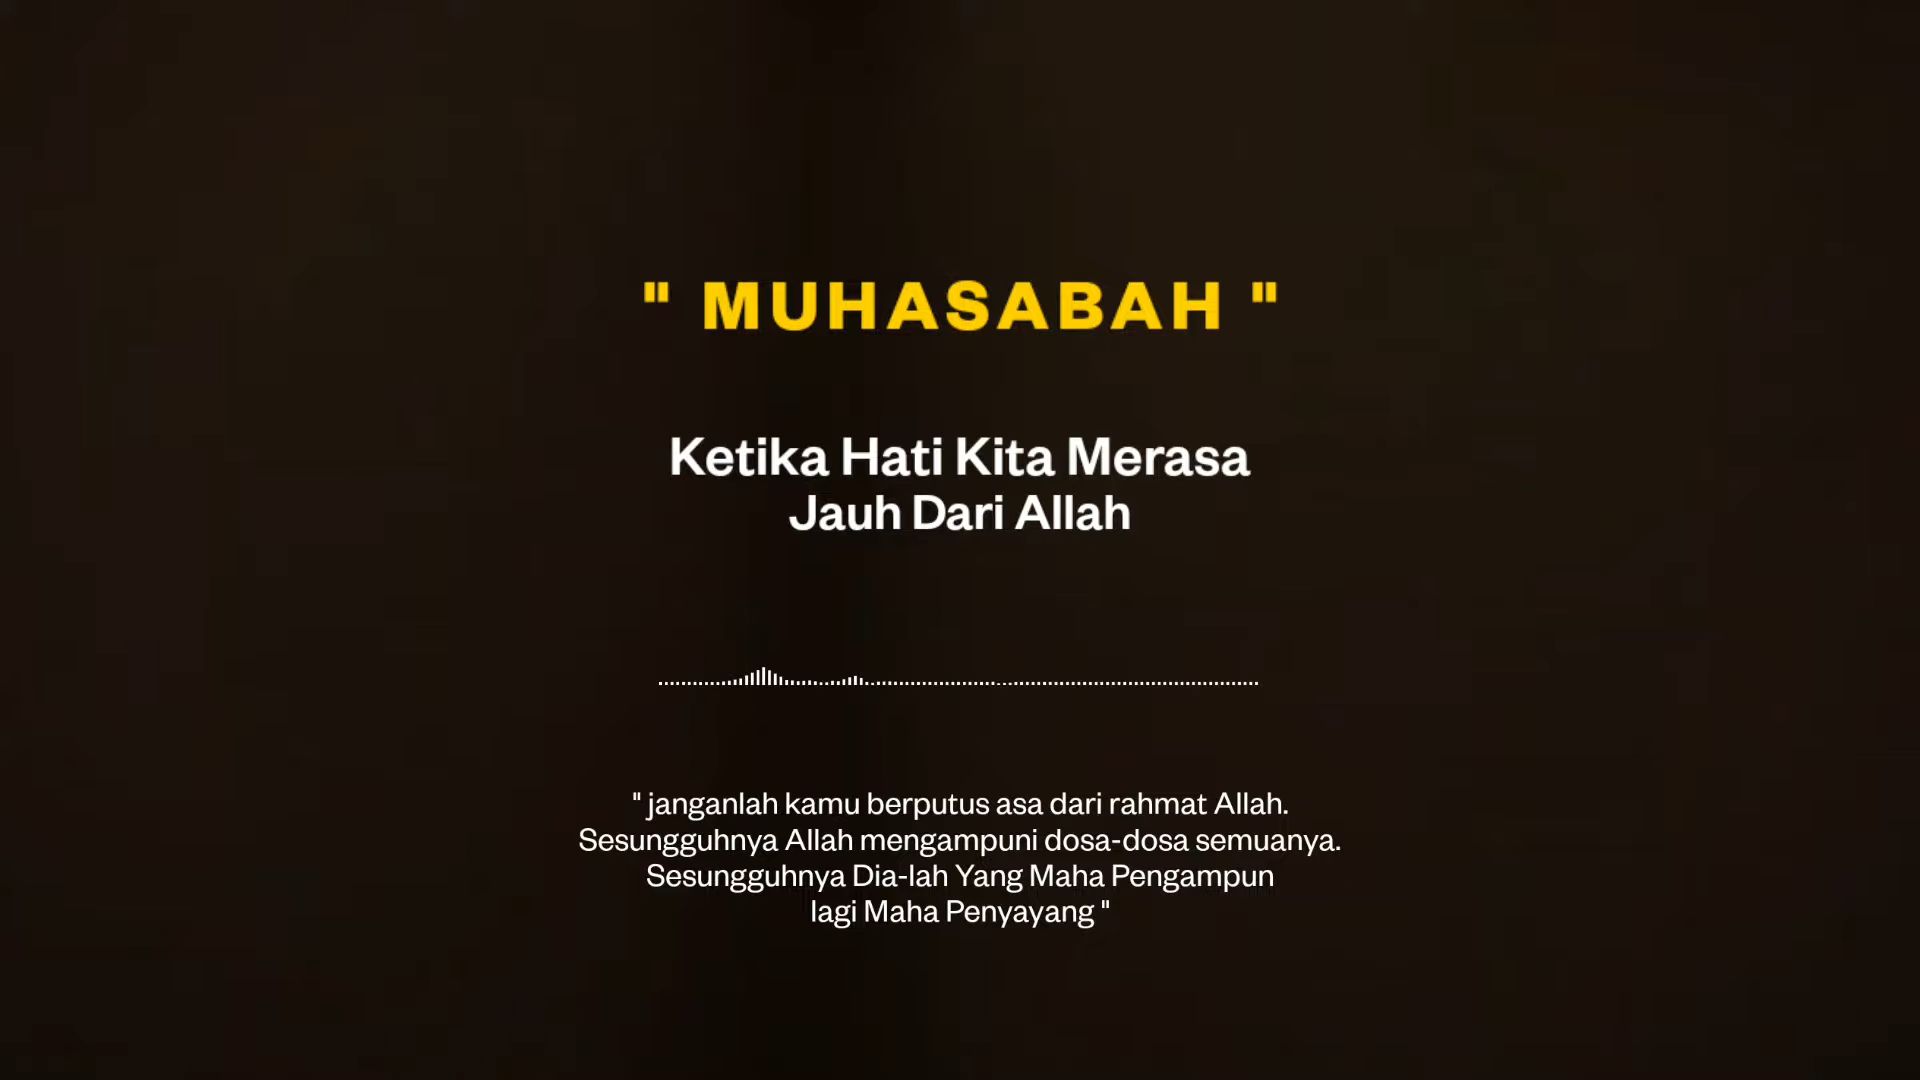 " MUHASABAH "
Ketika Hati Kita Merasa
Jauh Dari Allah
" janganlah kamu berputus asa dari rahmat Allah.
Sesungguhnya Allah mengampuni dosa-dosa semuanya.
Sesungguhnya Dia-lah Yang Maha Pengampun
lagi Maha Penyayang "